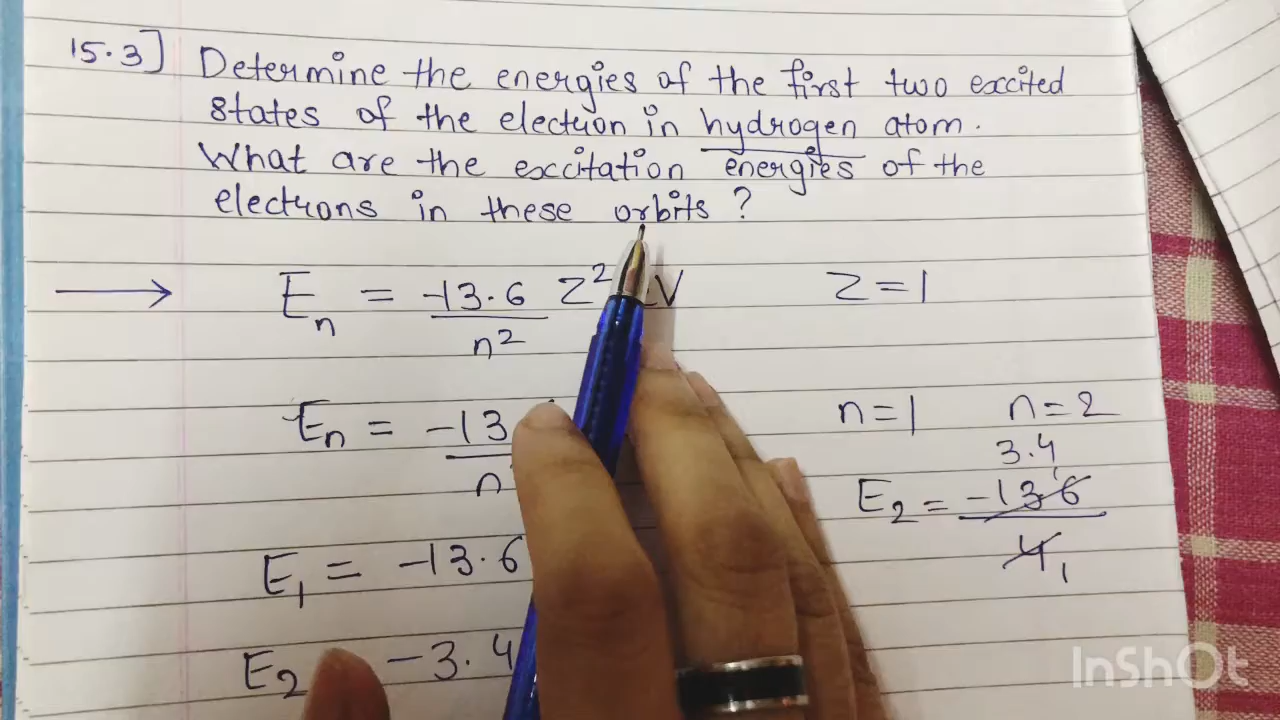 15.3] Determine the energies of the first two excited
states of the electron in hydrogen atom.
What are the excitation energies of the
electrons in these orbits ?
→ Eₙ = -13.6/n² Z² eV Z = 1
Eₙ = -13
n
n=1 n=2
3.4
E₂ = -13.6/4 1
E₁ = -13.6
E₂ -3.4
InShOt